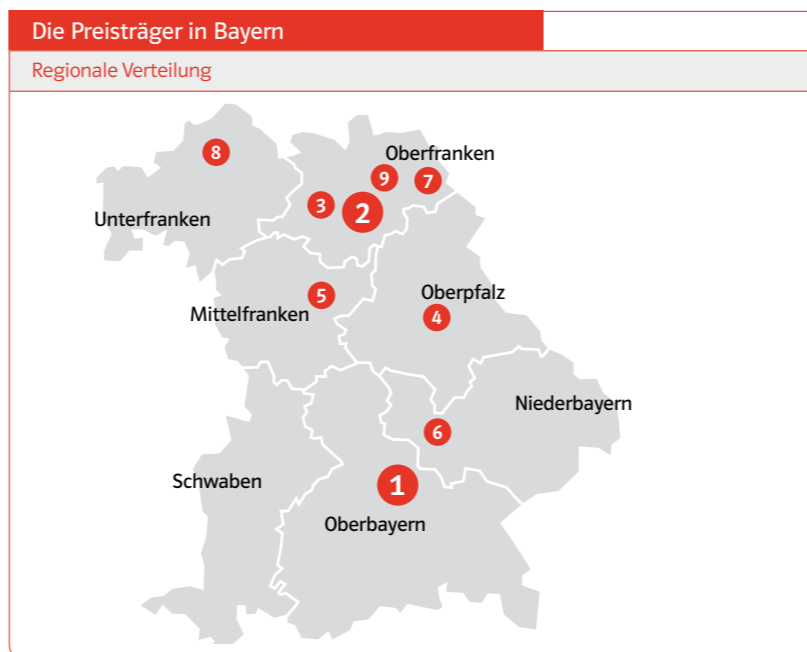 Die Preisträger in Bayern
Regionale Verteilung
8
Oberfranken
9
7
3
2
Unterfranken
5
Oberpfalz
Mittelfranken
4
Niederbayern
6
Schwaben
1
Oberbayern